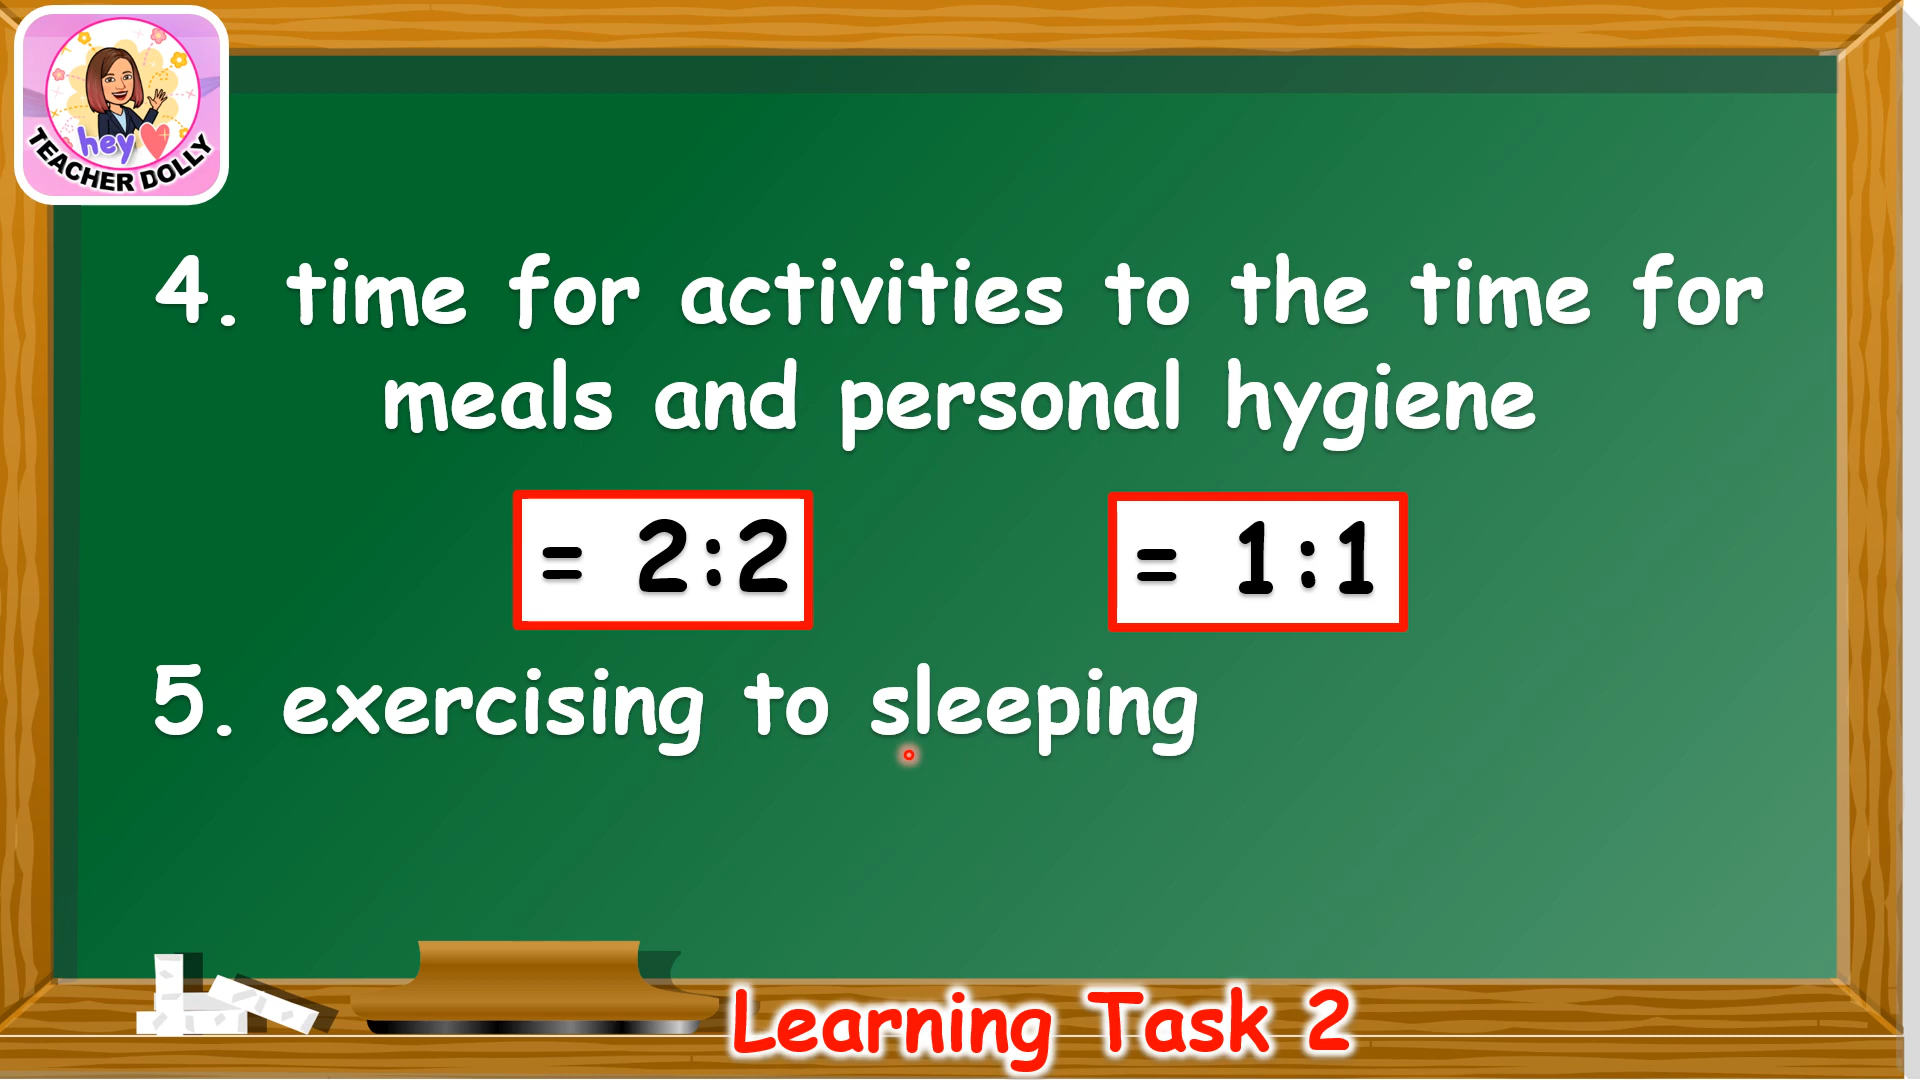 hey
TEACHER DOLLY
4. time for activities to the time for
meals and personal hygiene
= 2:2
= 1:1
5. exercising to sleeping
Learning Task 2